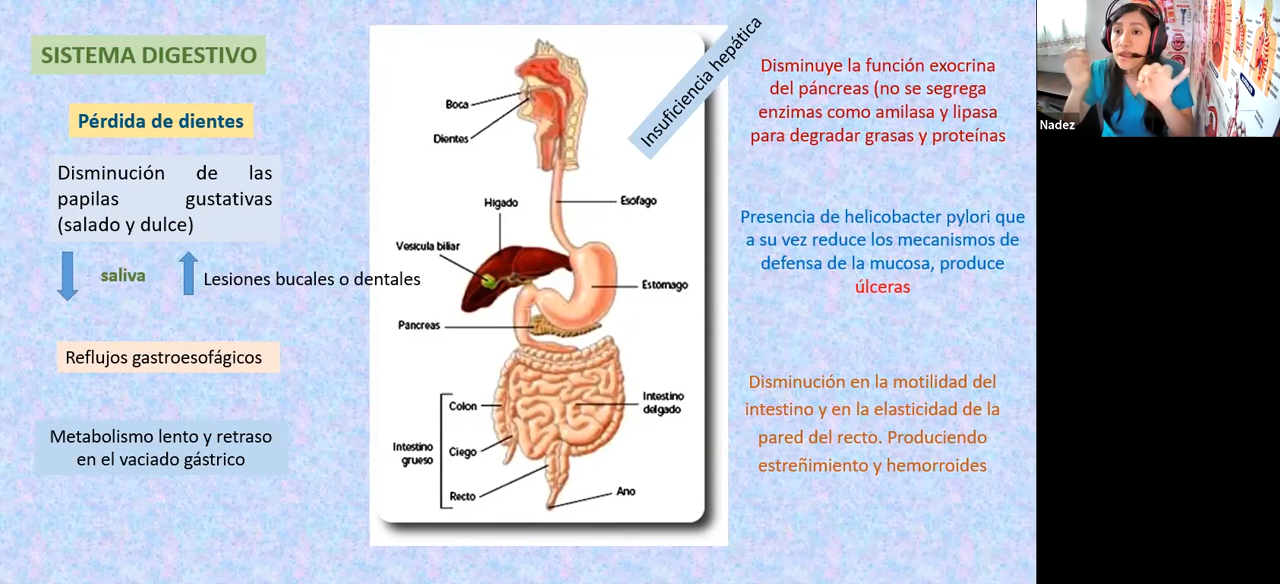 SISTEMA DIGESTIVO
Pérdida de dientes
Disminución de las
papilas gustativas
(salado y dulce)
saliva
Lesiones bucales o dentales
Reflujos gastroesofágicos
Metabolismo lento y retraso
en el vaciado gástrico
Boca
Dientes
Esófago
Hígado
Vesícula biliar
Estómago
Páncreas
Colon
Intestino
delgado
Intestino
grueso
Ciego
Recto
Ano
Insuficiencia hepática
Disminuye la función exocrina
del páncreas (no se segrega
enzimas como amilasa y lipasa
para degradar grasas y proteínas
Presencia de helicobacter pylori que
a su vez reduce los mecanismos de
defensa de la mucosa, produce
úlceras
Disminución en la motilidad del
intestino y en la elasticidad de la
pared del recto. Produciendo
estreñimiento y hemorroides
Nadez